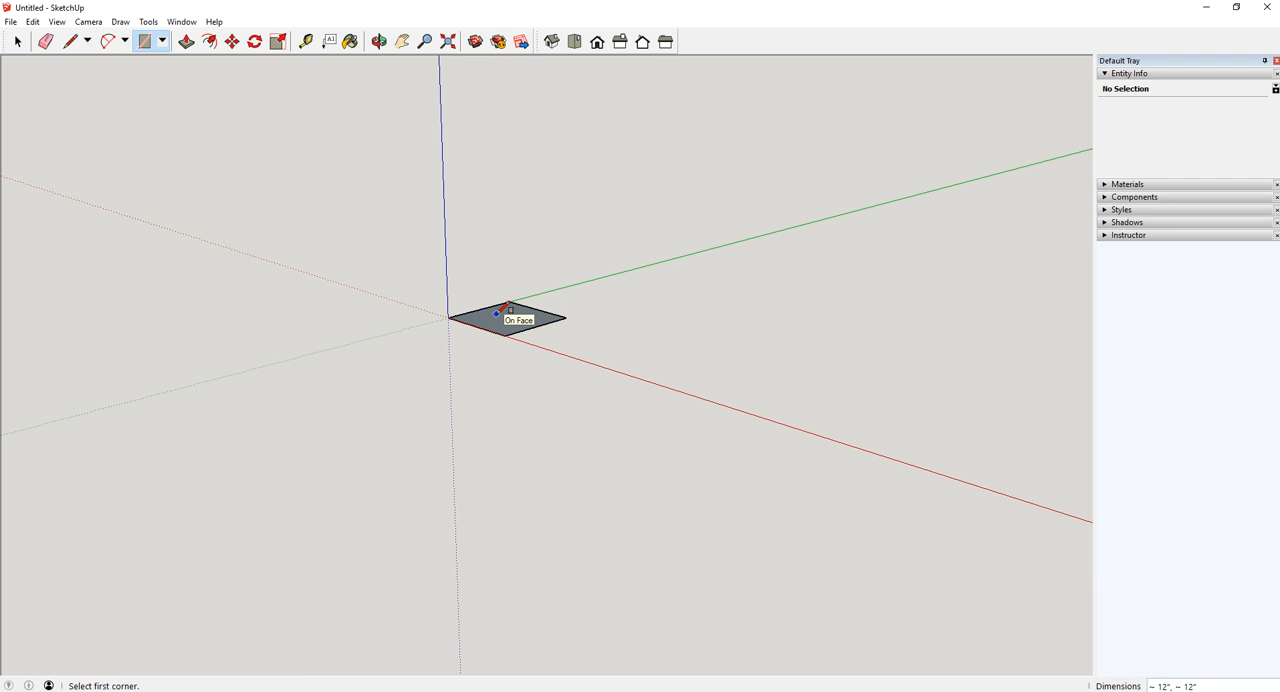 Untitled - SketchUp
File Edit View Camera Draw Tools Window Help
Default Tray
Entity Info
No Selection
Materials
Components
Styles
Shadows
Instructor
On Face
Select first corner.
Dimensions ~ 12", ~ 12"